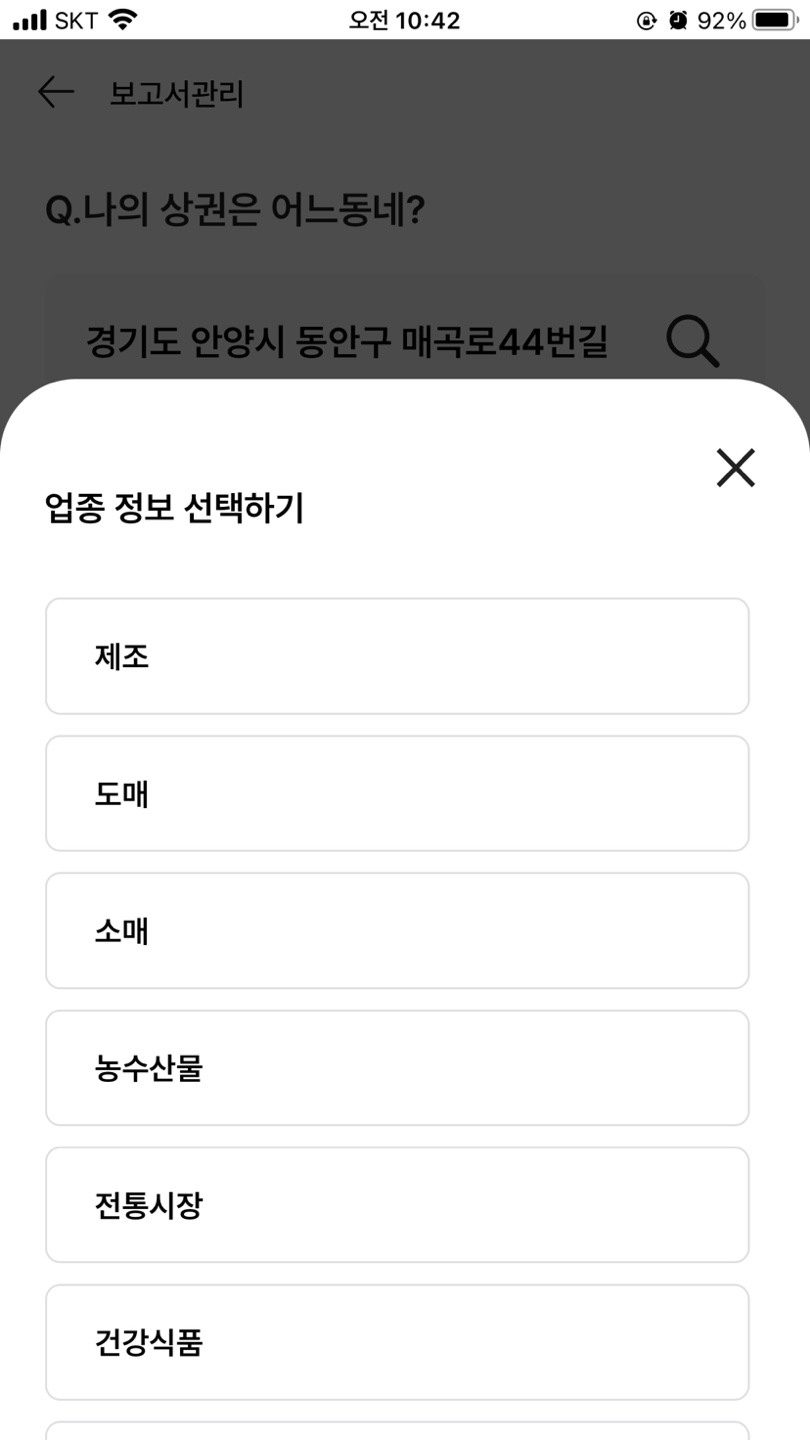 SKT 오전 10:42 92%
보고서관리
Q.나의 상권은 어느동네?
경기도 안양시 동안구 매곡로44번길
업종 정보 선택하기
제조
도매
소매
농수산물
전통시장
건강식품